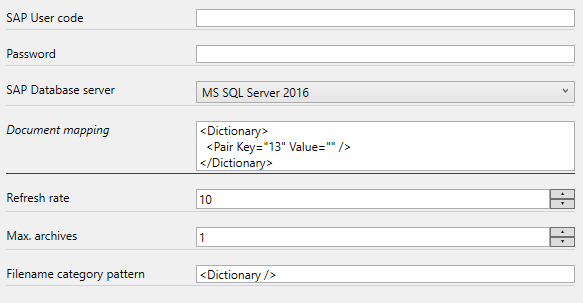 SAP User code
Password
SAP Database server
MS SQL Server 2016
Document mapping
<Dictionary>
  <Pair Key="13" Value="" />
</Dictionary>
Refresh rate
10
Max. archives
1
Filename category pattern
<Dictionary />